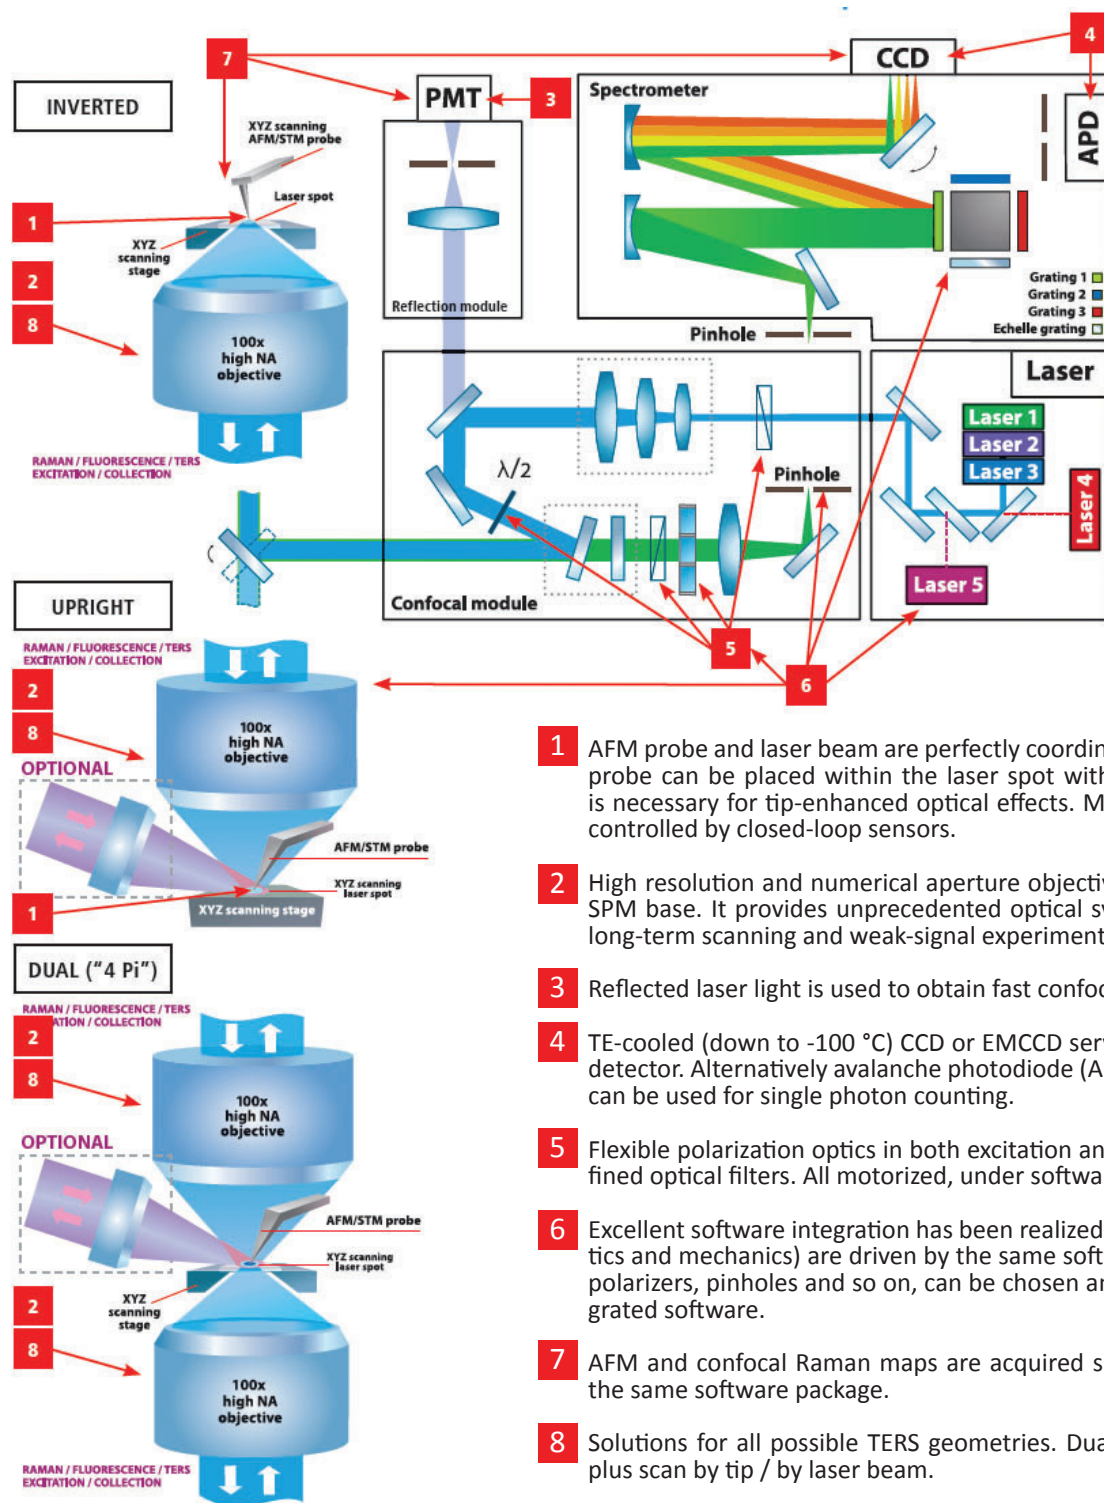 7
CCD
4
INVERTED
PMT
3
Spectrometer
APD
XYZ scanning
AFM/STM probe
Laser spot
1
XYZ
scanning
stage
2
8
Reflection module
Grating 1
Grating 2
Grating 3
Echelle grating
Pinhole
100x
high NA
objective
Laser
Laser 1
Laser 2
Laser 3
Laser 4
Laser 5
RAMAN / FLUORESCENCE / TERS
EXCITATION / COLLECTION
λ/2
Pinhole
Confocal module
5
6
UPRIGHT
RAMAN / FLUORESCENCE / TERS
EXCITATION / COLLECTION
2
8
100x
high NA
objective
OPTIONAL
AFM/STM probe
XYZ scanning
laser spot
1
XYZ scanning stage
DUAL ("4 Pi")
RAMAN / FLUORESCENCE / TERS
ATION / COLLECTION
2
8
100x
high NA
objective
OPTIONAL
AFM/STM probe
XYZ scanning
laser spot
XYZ
scanning
stage
2
8
100x
high NA
objective
RAMAN / FLUORESCENCE / TERS
EXCITATION / COLLECTION
1 AFM probe and laser beam are perfectly coordin
probe can be placed within the laser spot with
is necessary for tip-enhanced optical effects. M
controlled by closed-loop sensors.
2 High resolution and numerical aperture objectiv
SPM base. It provides unprecedented optical sy
long-term scanning and weak-signal experiment
3 Reflected laser light is used to obtain fast confoc
4 TE-cooled (down to -100 °C) CCD or EMCCD serv
detector. Alternatively avalanche photodiode (A
can be used for single photon counting.
5 Flexible polarization optics in both excitation an
fined optical filters. All motorized, under softwa
6 Excellent software integration has been realized
tics and mechanics) are driven by the same soft
polarizers, pinholes and so on, can be chosen an
grated software.
7 AFM and confocal Raman maps are acquired s
the same software package.
8 Solutions for all possible TERS geometries. Dua
plus scan by tip / by laser beam.